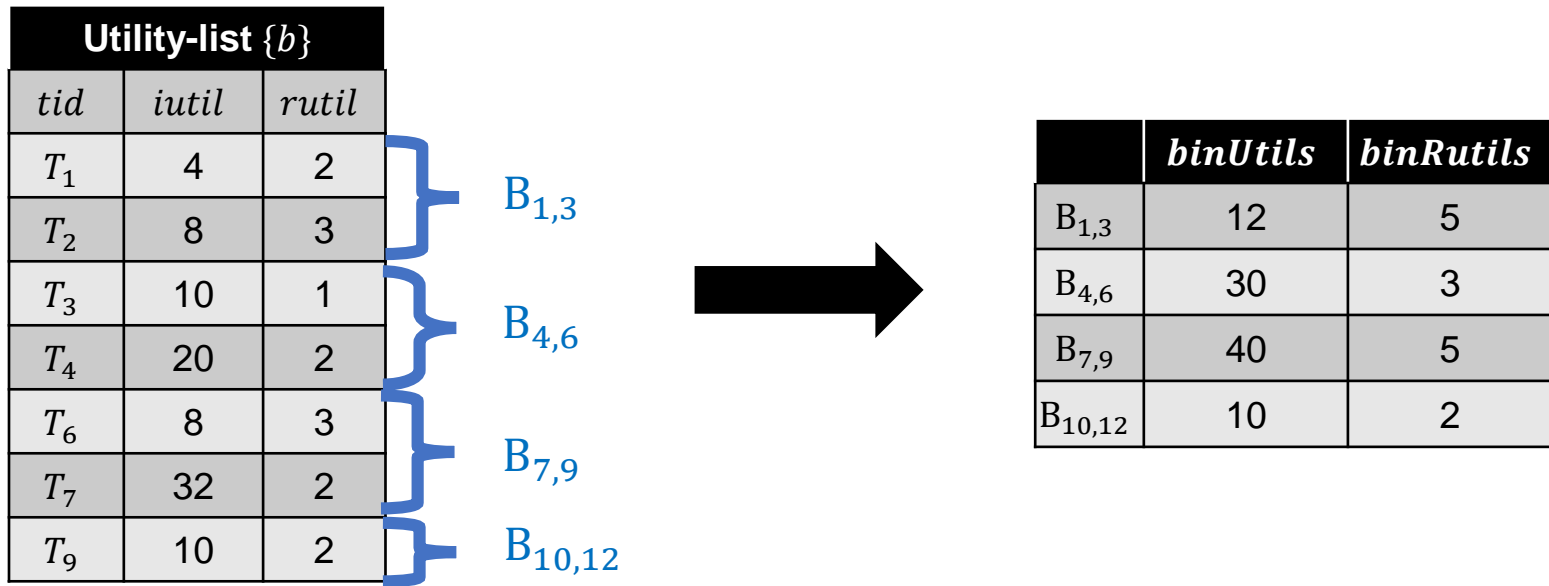 Utility-list {b}
tid iutil rutil
T₁ 4 2
T₂ 8 3
T₃ 10 1
T₄ 20 2
T₆ 8 3
T₇ 32 2
T₉ 10 2
B₁,₃
B₄,₆
B₇,₉
B₁₀,₁₂
binUtils binRutils
B₁,₃ 12 5
B₄,₆ 30 3
B₇,₉ 40 5
B₁₀,₁₂ 10 2